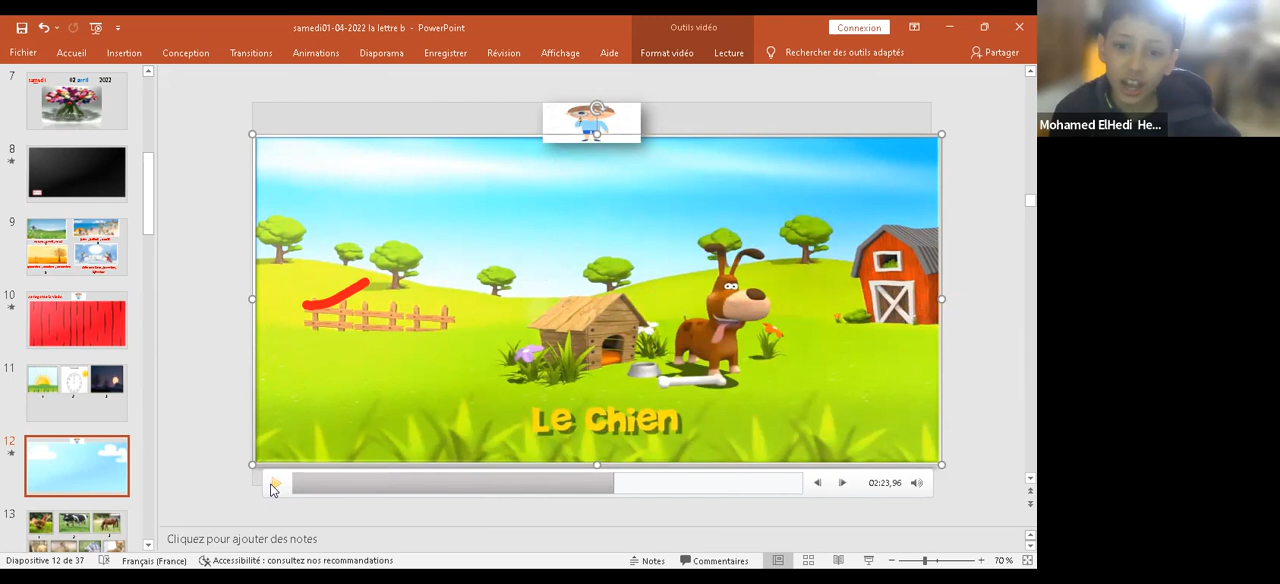 samedi01-04-2022 la lettre b - PowerPoint
Outils vidéo
Connexion
Fichier Accueil Insertion Conception Transitions Animations Diaporama Enregistrer Révision Affichage Aide Format vidéo Lecture Rechercher des outils adaptés Partager
Mohamed ElHedi He...
7
samedi
avril 2022
8
9
10
11
12
13
Le Chien
02:23,96
Cliquez pour ajouter des notes
Diapositive 12 de 37 Français (France) Accessibilité : consultez nos recommandations Notes Commentaires 70 %